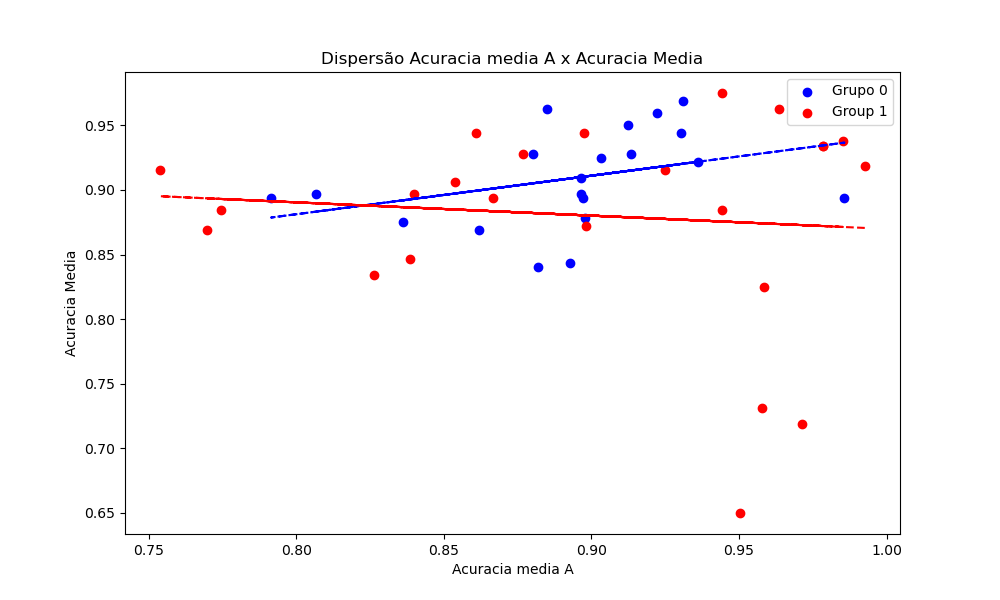 Dispersão Acuracia media A x Acuracia Media
Grupo 0
Group 1
Acuracia Media
0.95
0.90
0.85
0.80
0.75
0.70
0.65
0.75
0.80
0.85
0.90
0.95
1.00
Acuracia media A